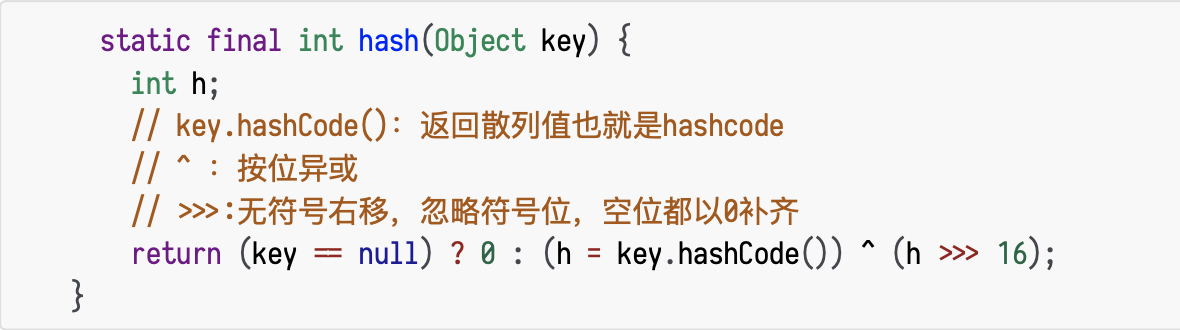 static final int hash(Object key) {
int h;
// key.hashCode()：返回散列值也就是hashcode
// ^ ：按位异或
// >>>:无符号右移，忽略符号位，空位都以0补齐
return (key == null) ? 0 : (h = key.hashCode()) ^ (h >>> 16);
}